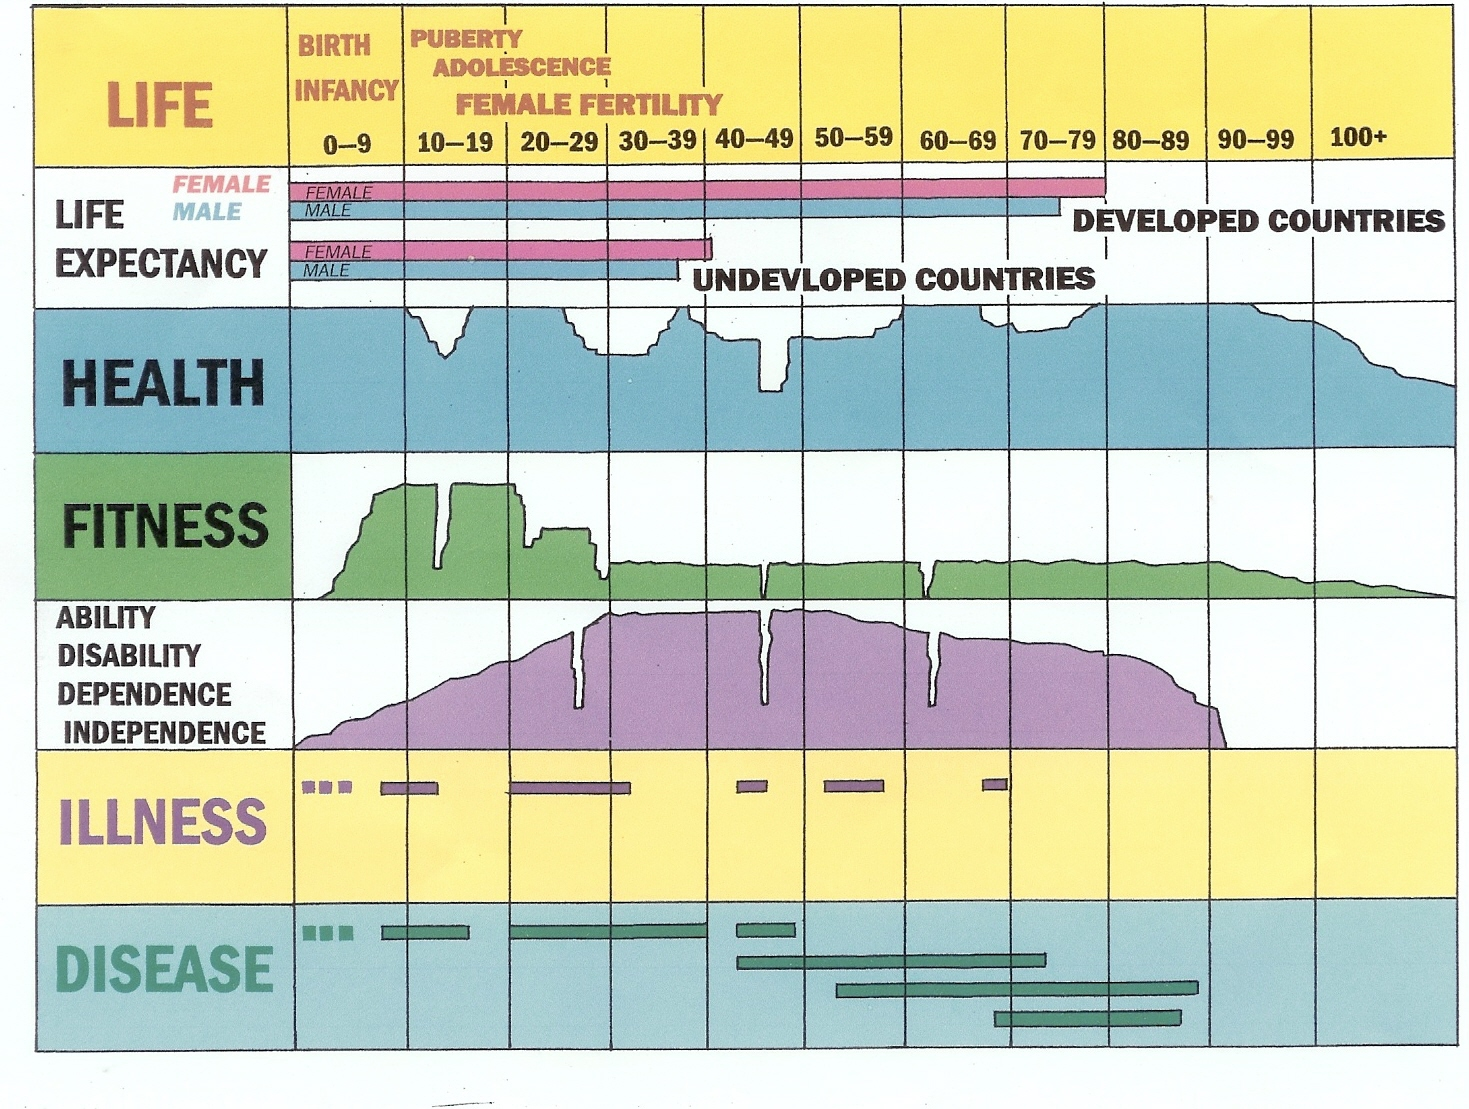 LIFE
BIRTH
INFANCY
PUBERTY
ADOLESCENCE
FEMALE FERTILITY
0–9 10–19 20–29 30–39 40–49 50–59 60–69 70–79 80–89 90–99 100+
LIFE
EXPECTANCY
FEMALE
MALE
FEMALE
MALE
DEVELOPED COUNTRIES
FEMALE
MALE
UNDEVLOPED COUNTRIES
HEALTH
FITNESS
ABILITY
DISABILITY
DEPENDENCE
INDEPENDENCE
ILLNESS
DISEASE